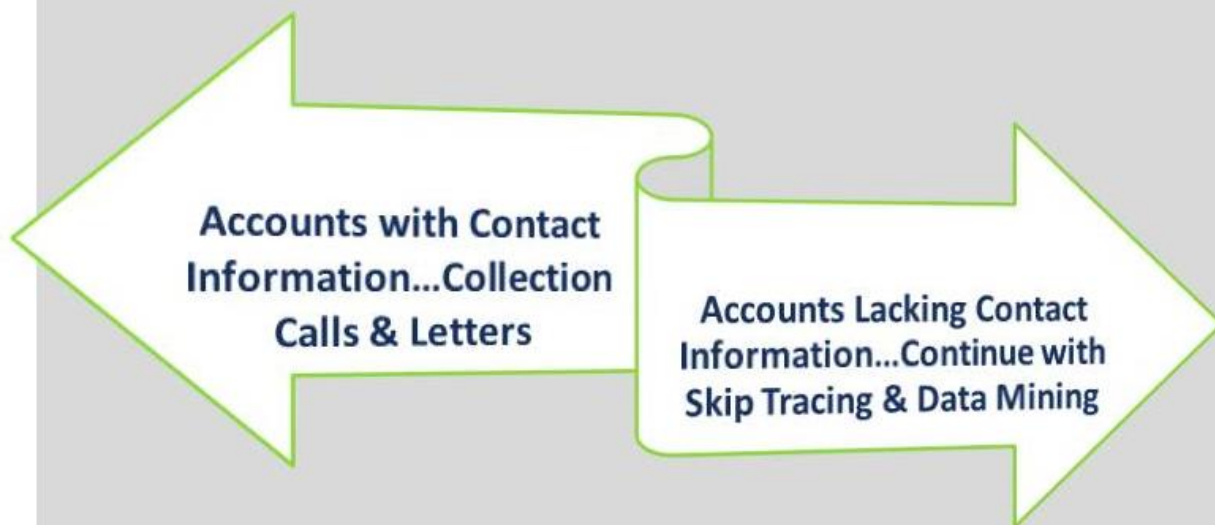 Accounts with Contact
Information...Collection
Calls & Letters
Accounts Lacking Contact
Information...Continue with
Skip Tracing & Data Mining